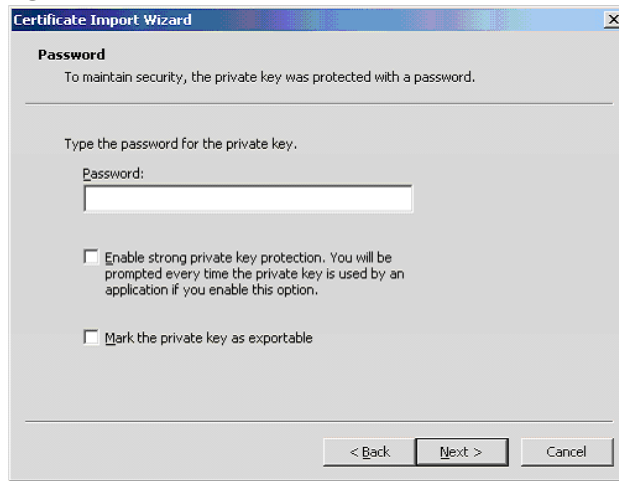 Certificate Import Wizard
Password
To maintain security, the private key was protected with a password.
Type the password for the private key.
Password:
Enable strong private key protection. You will be
prompted every time the private key is used by an
application if you enable this option.
Mark the private key as exportable
< Back Next > Cancel